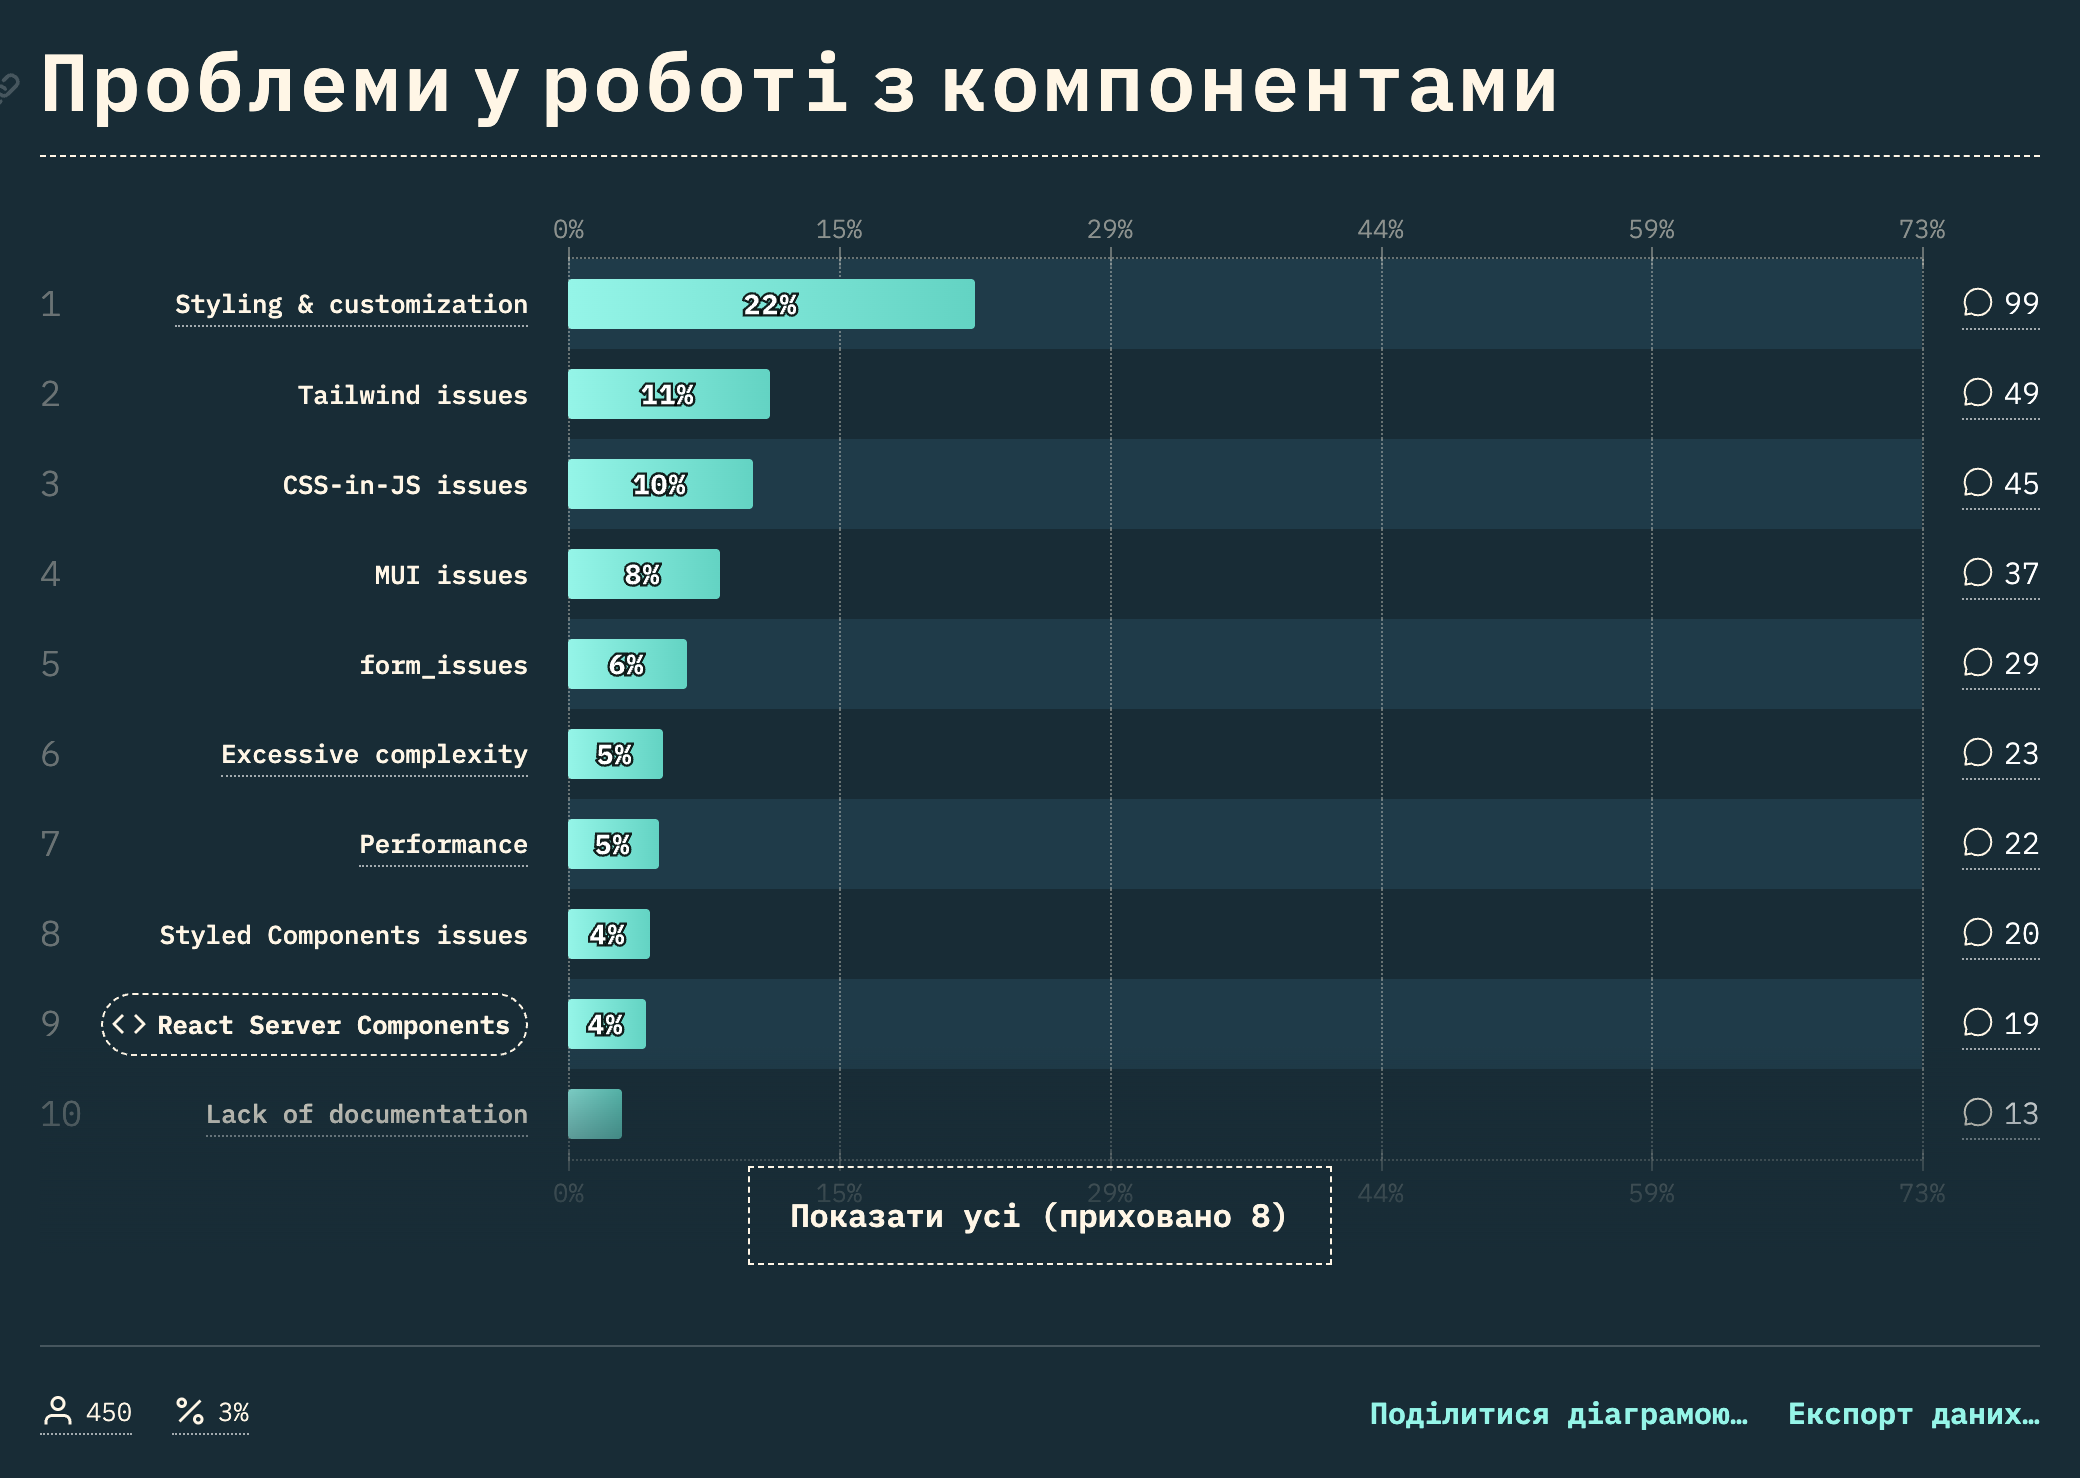 Проблеми у роботі з компонентами
0% 15% 29% 44% 59% 73%
1 Styling & customization 22% 99
2 Tailwind issues 11% 49
3 CSS-in-JS issues 10% 45
4 MUI issues 8% 37
5 form_issues 6% 29
6 Excessive complexity 5% 23
7 Performance 5% 22
8 Styled Components issues 4% 20
9 <> React Server Components 4% 19
10 Lack of documentation 13
0% 15% 29% 44% 59% 73%
Показати усі (приховано 8)
450 % 3% Поділитися діаграмою… Експорт даних…